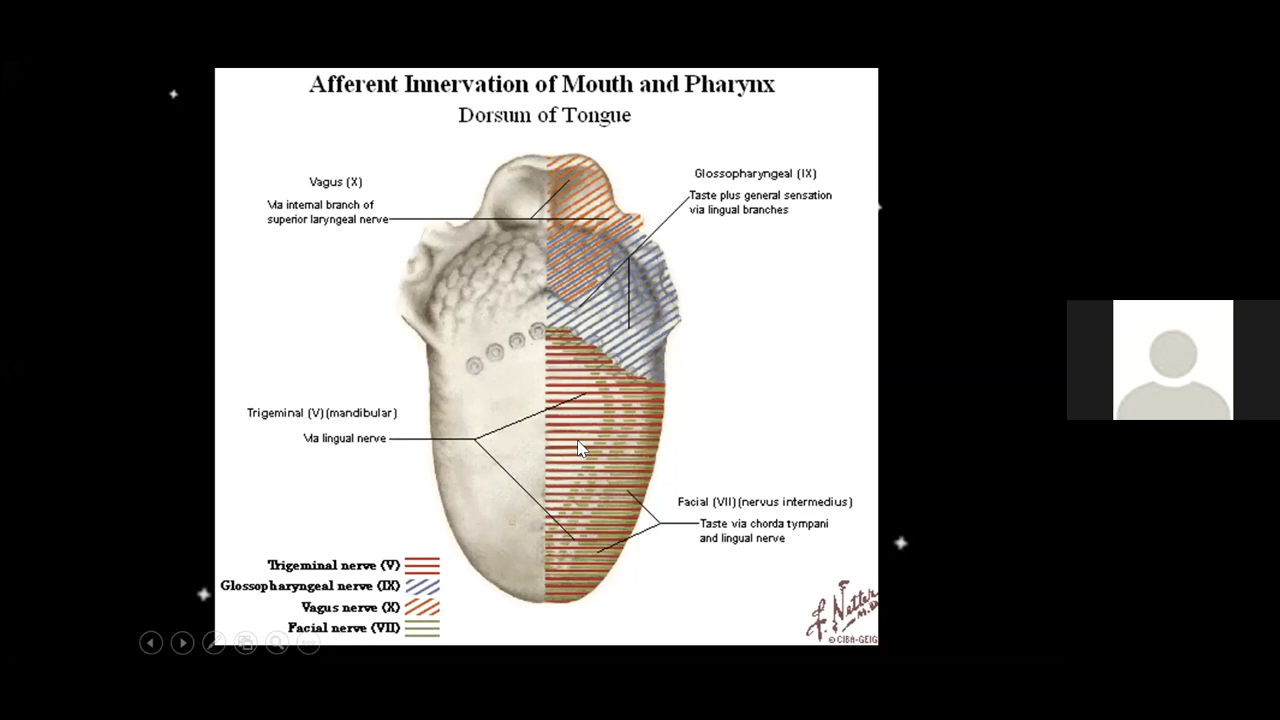 Afferent Innervation of Mouth and Pharynx
Dorsum of Tongue
Vagus (X)
Via internal branch of
superior laryngeal nerve
Glossopharyngeal (IX)
Taste plus general sensation
via lingual branches
Trigeminal (V)(mandibular)
Via lingual nerve
Facial (VII)(nervus intermedius)
Taste via chorda tympani
and lingual nerve
Trigeminal nerve (V)
Glossopharyngeal nerve (IX)
Vagus nerve (X)
Facial nerve (VII)
F. Netter
M.D.
© CIBA-GEIG